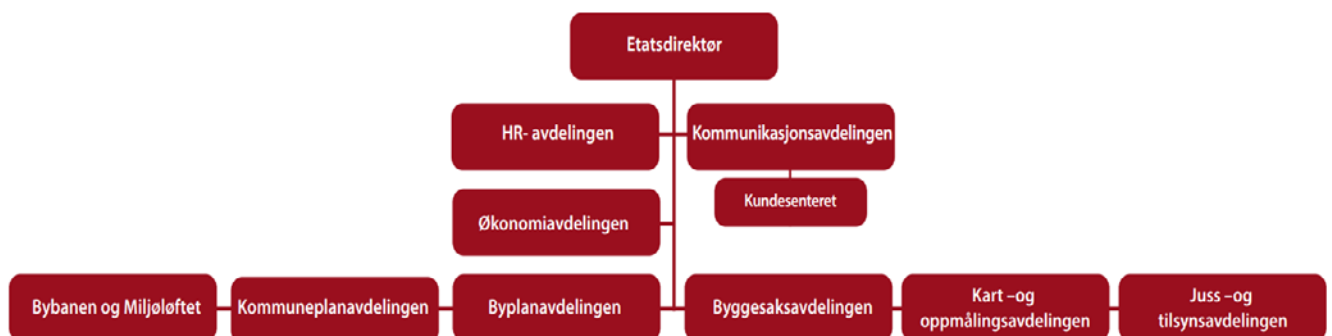 Etatsdirektør
HR- avdelingen
Kommunikasjonsavdelingen
Kundesenteret
Økonomiavdelingen
Bybanen og Miljøløftet
Kommuneplanavdelingen
Byplanavdelingen
Byggesaksavdelingen
Kart –og
oppmålingsavdelingen
Juss –og
tilsynsavdelingen